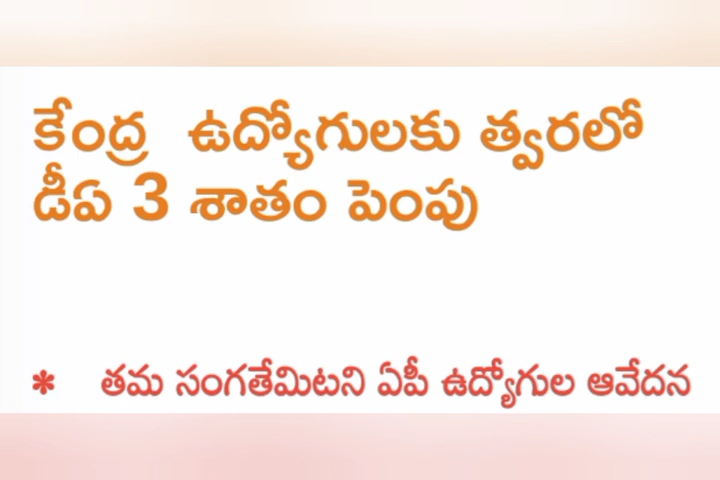 కేంద్ర ఉద్యోగులకు త్వరలో
డీఏ 3 శాతం పెంపు
* తమ సంగతేమిటని ఏపీ ఉద్యోగుల ఆవేదన